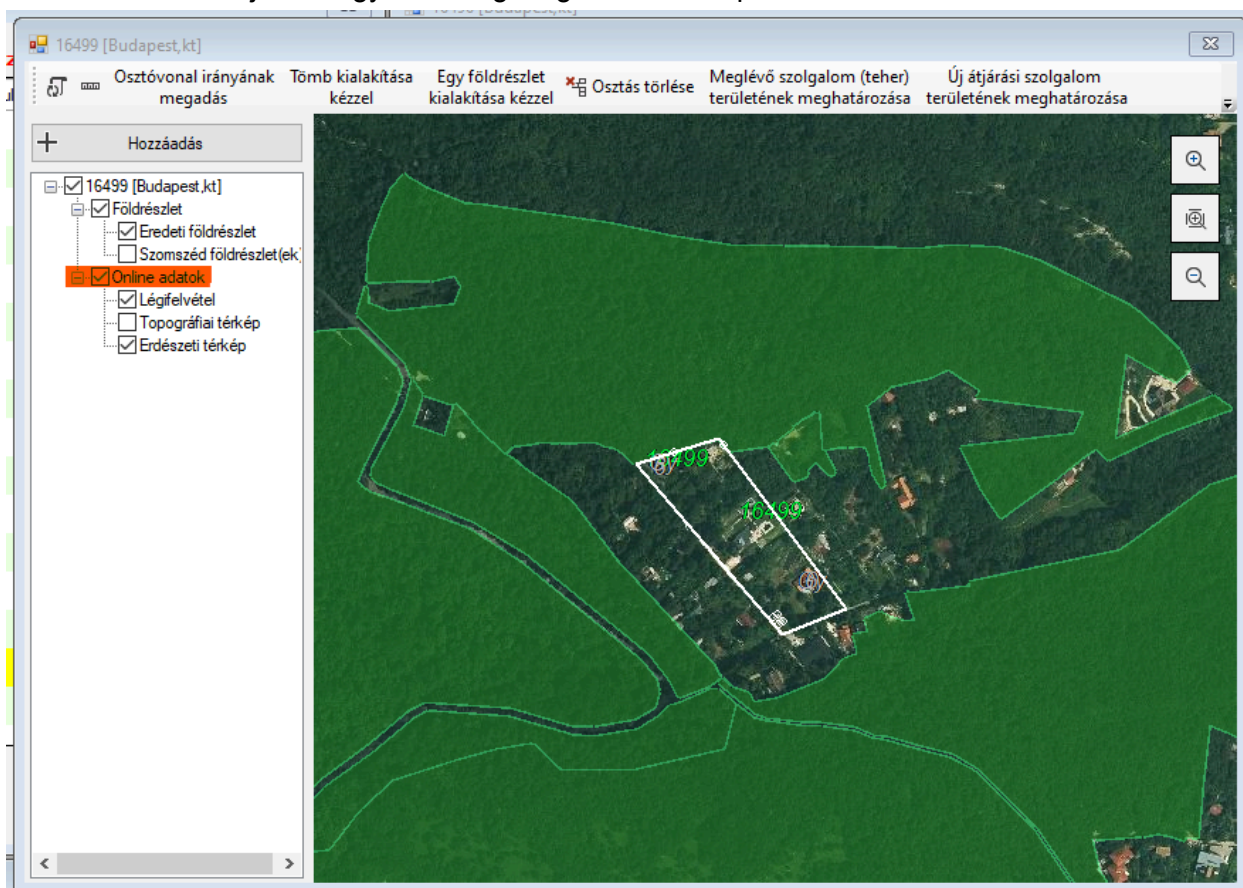 16499 [Budapest,kt]
Osztóvonal irányának megadás
Tömb kialakítása kézzel
Egy földrészlet kialakítása kézzel
Osztás törlése
Meglévő szolgalom (teher) területének meghatározása
Új átjárási szolgalom területének meghatározása
Hozzáadás
16499 [Budapest,kt]
Földrészlet
Eredeti földrészlet
Szomszéd földrészlet(ek
Online adatok
Légifelvétel
Topográfiai térkép
Erdészeti térkép
16499
16499